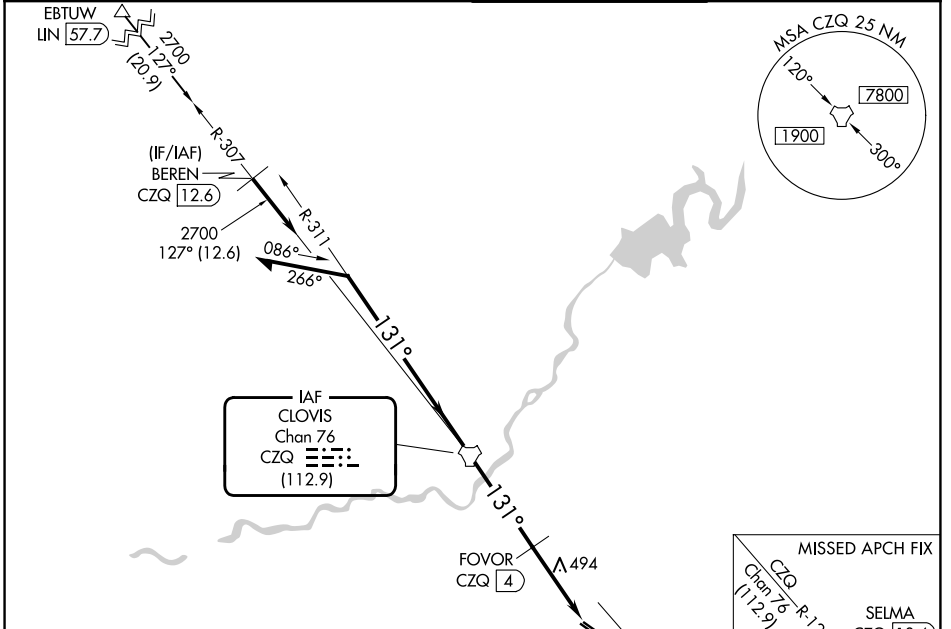 EBTUW
LIN 57.7
2700
127°
(20.9)
R-307
(IF/IAF)
BEREN
CZQ 12.6
2700
127° (12.6)
R-311
086°
266°
131°
IAF
CLOVIS
Chan 76
CZQ
(112.9)
131°
FOVOR
CZQ 4
494
MSA CZQ 25 NM
120°
7800
1900
300°
MISSED APCH FIX
CZQ
Chan 76
(112.9)
SELMA